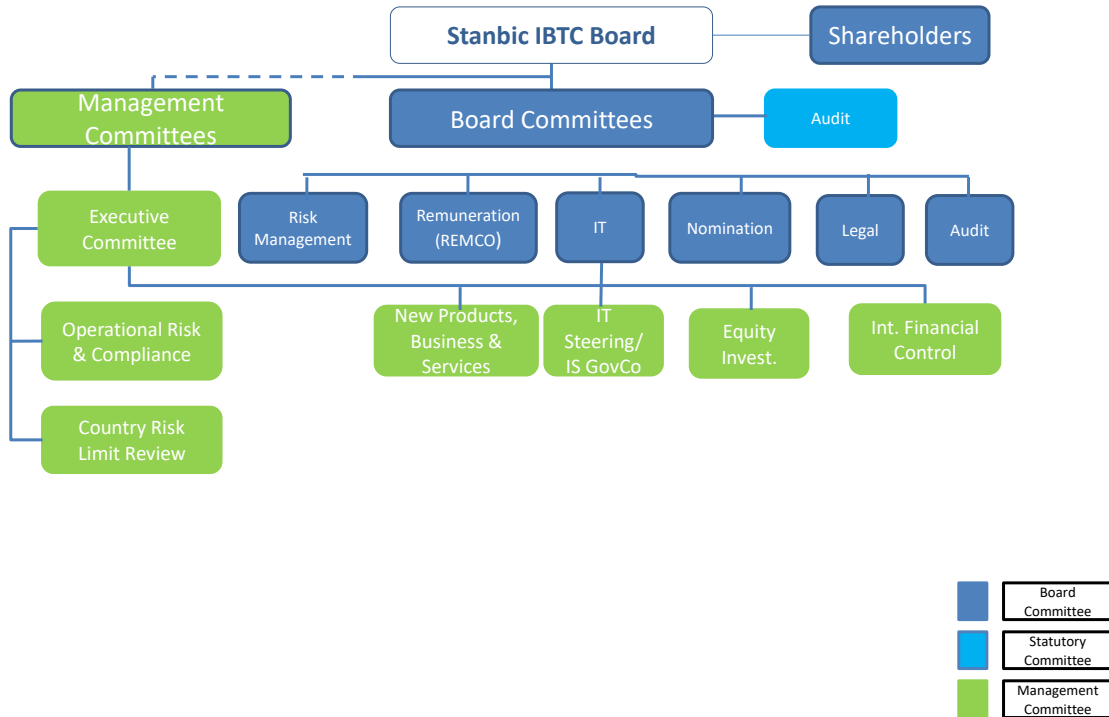 Stanbic IBTC Board
Shareholders
Management
Committees
Board Committees
Audit
Executive
Committee
Risk
Management
Remuneration
(REMCO)
IT
Nomination
Legal
Audit
Operational Risk
& Compliance
New Products,
Business &
Services
IT
Steering/
IS GovCo
Equity
Invest.
Int. Financial
Control
Country Risk
Limit Review
Board
Committee
Statutory
Committee
Management
Committee